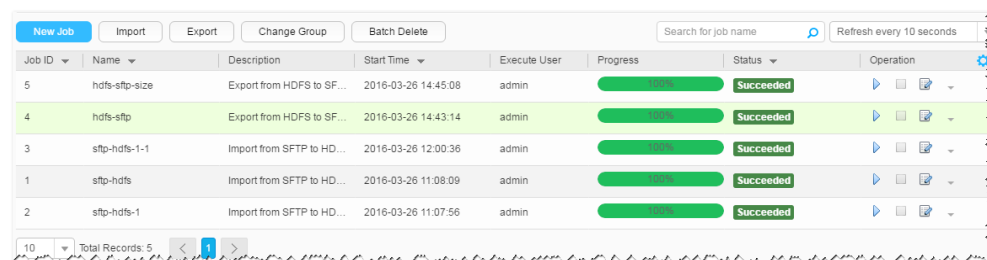 New Job Import Export Change Group Batch Delete Search for job name Refresh every 10 seconds
Job ID Name Description Start Time Execute User Progress Status Operation
5 hdfs-sftp-size Export from HDFS to SF... 2016-03-26 14:45:08 admin 100% Succeeded
4 hdfs-sftp Export from HDFS to SF... 2016-03-26 14:43:14 admin 100% Succeeded
3 sftp-hdfs-1-1 Import from SFTP to HD... 2016-03-26 12:00:36 admin 100% Succeeded
1 sftp-hdfs Import from SFTP to HD... 2016-03-26 11:08:09 admin 100% Succeeded
2 sftp-hdfs-1 Import from SFTP to HD... 2016-03-26 11:07:56 admin 100% Succeeded
10 Total Records: 5 < 1 >